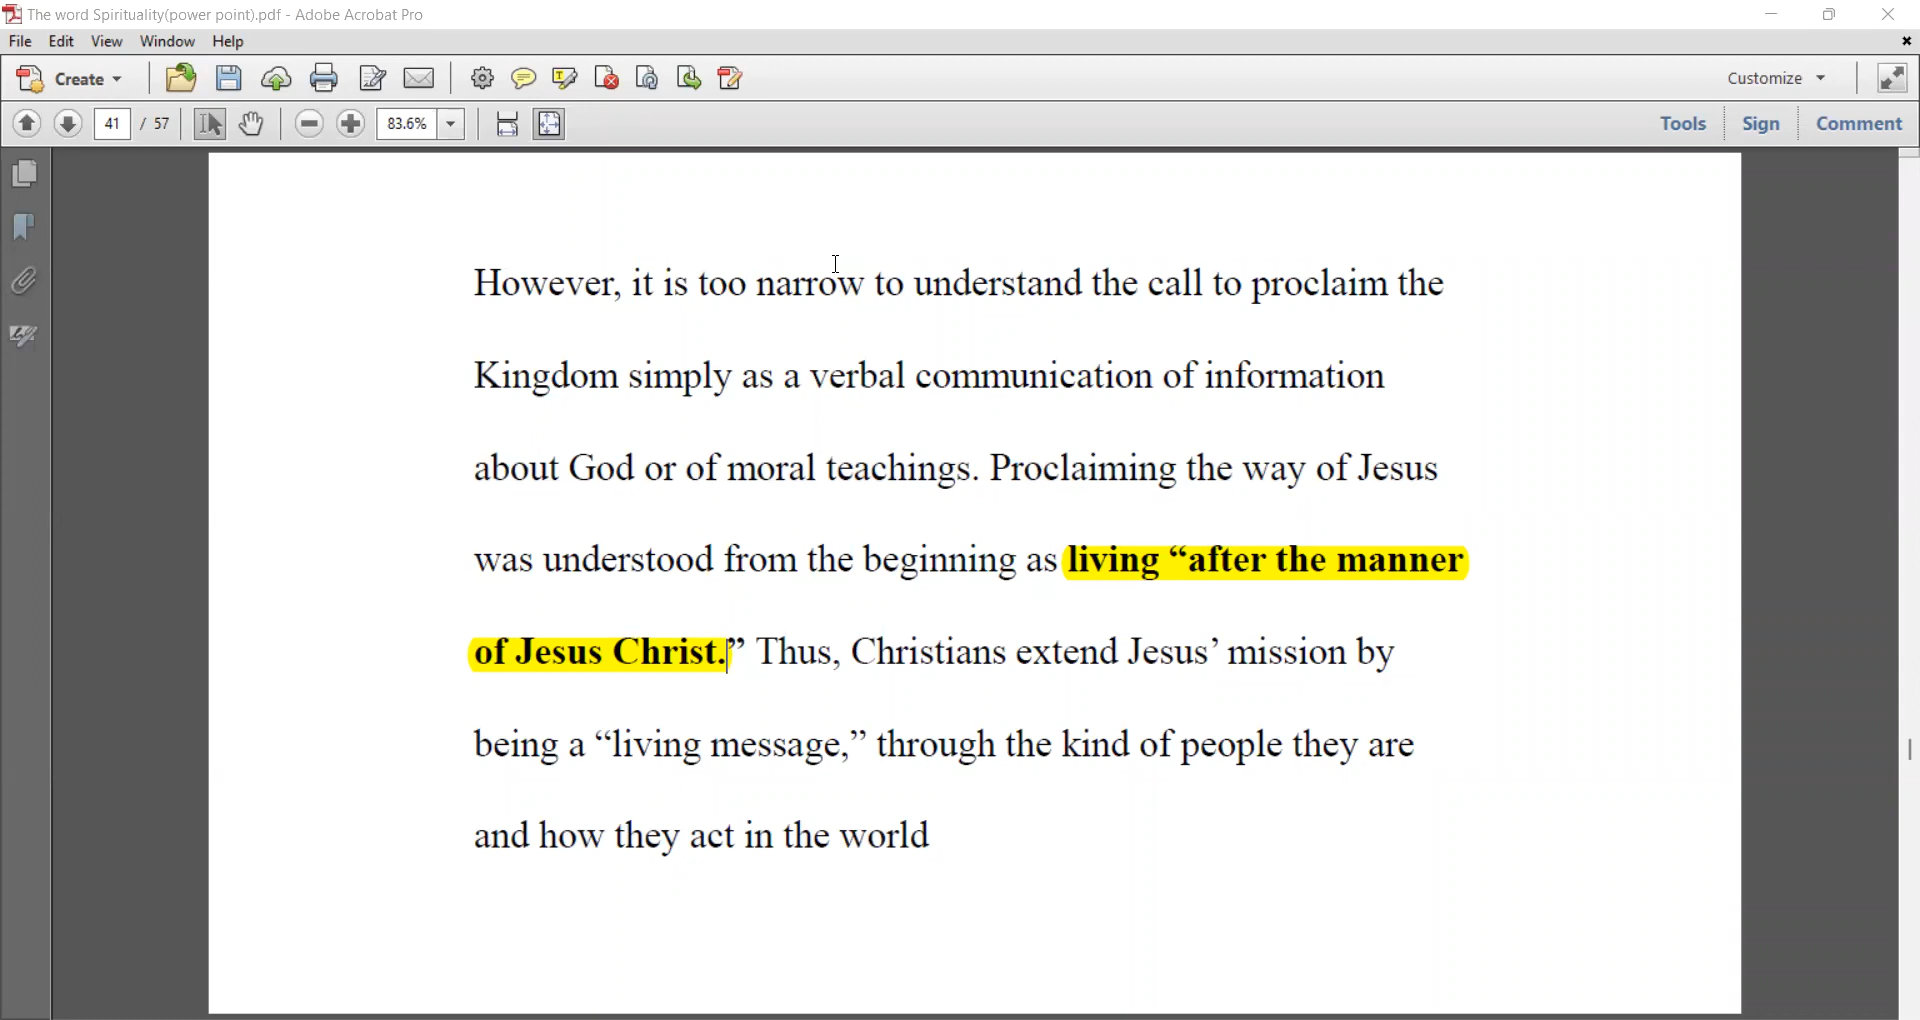 The word Spirituality(power point).pdf - Adobe Acrobat Pro
File Edit View Window Help
Create Customize
41 / 57 83.6% Tools Sign Comment
However, it is too narrow to understand the call to proclaim the
Kingdom simply as a verbal communication of information
about God or of moral teachings. Proclaiming the way of Jesus
was understood from the beginning as living “after the manner
of Jesus Christ.” Thus, Christians extend Jesus’ mission by
being a “living message,” through the kind of people they are
and how they act in the world